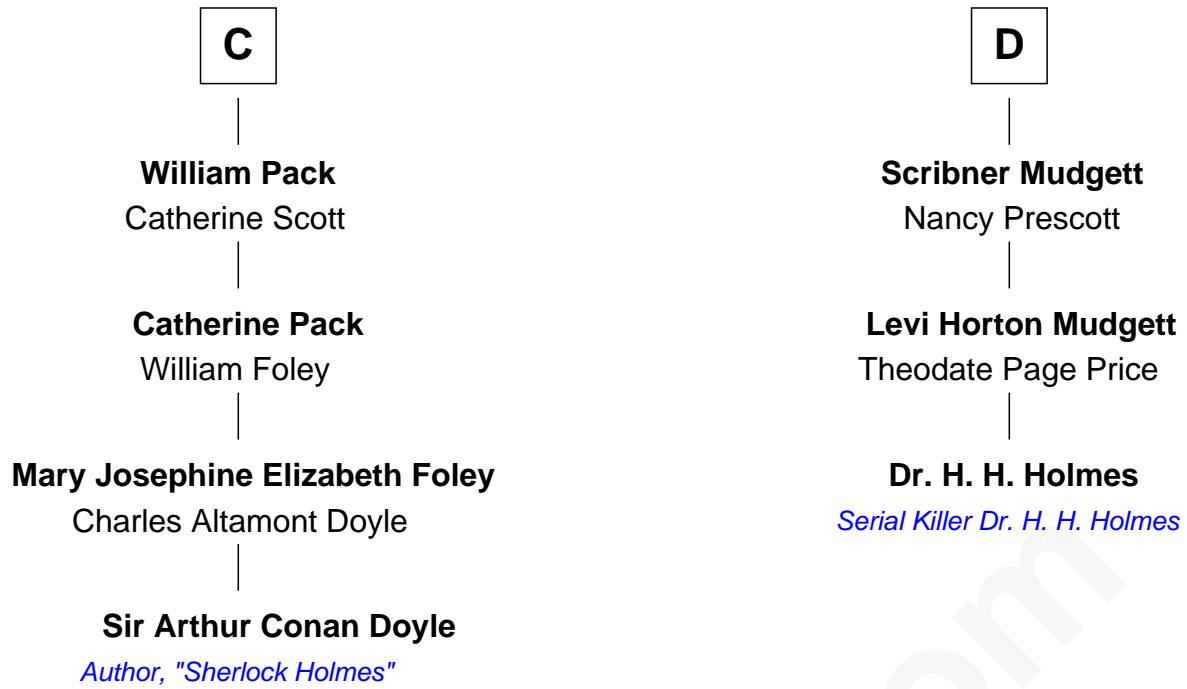 C
William Pack
Catherine Scott
Catherine Pack
William Foley
Mary Josephine Elizabeth Foley
Charles Altamont Doyle
Sir Arthur Conan Doyle
Author, "Sherlock Holmes"
D
Scribner Mudgett
Nancy Prescott
Levi Horton Mudgett
Theodate Page Price
Dr. H. H. Holmes
Serial Killer Dr. H. H. Holmes
om